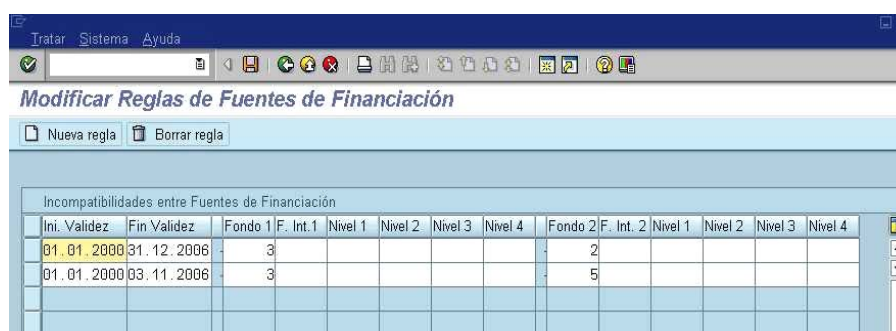 Tratar Sistema Ayuda
Modificar Reglas de Fuentes de Financiación
Nueva regla Borrar regla
Incompatibilidades entre Fuentes de Financiación
Ini. Validez Fin Validez Fondo 1 F. Int.1 Nivel 1 Nivel 2 Nivel 3 Nivel 4 Fondo 2 F. Int. 2 Nivel 1 Nivel 2 Nivel 3 Nivel 4
01.01.2000 31.12.2006 - 3 - 2
01.01.2000 03.11.2006 - 3 - 5